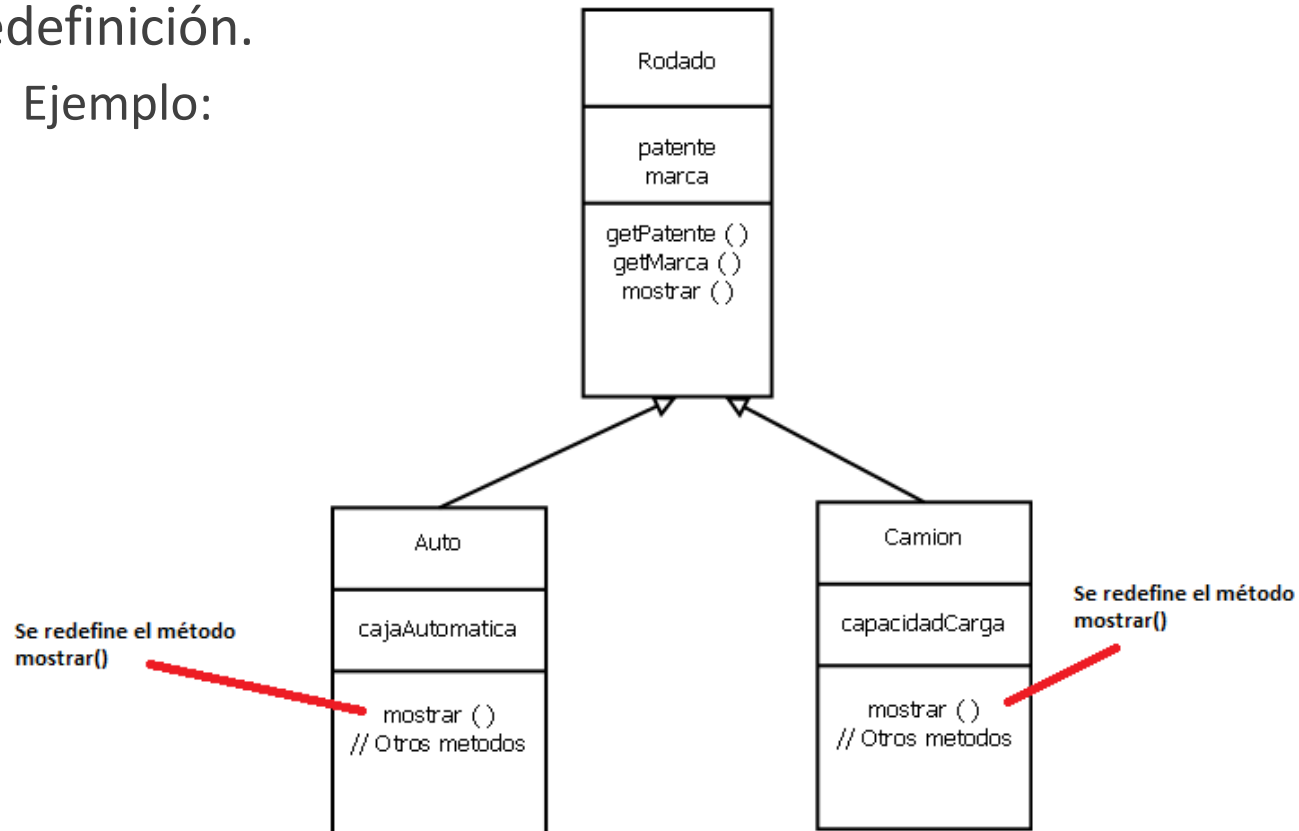 edefinición.
Ejemplo:
Rodado
patente
marca
getPatente ( )
getMarca ( )
mostrar ( )
Auto
cajaAutomatica
mostrar ( )
// Otros metodos
Se redefine el método
mostrar()
Camion
capacidadCarga
mostrar ( )
// Otros metodos
Se redefine el método
mostrar()